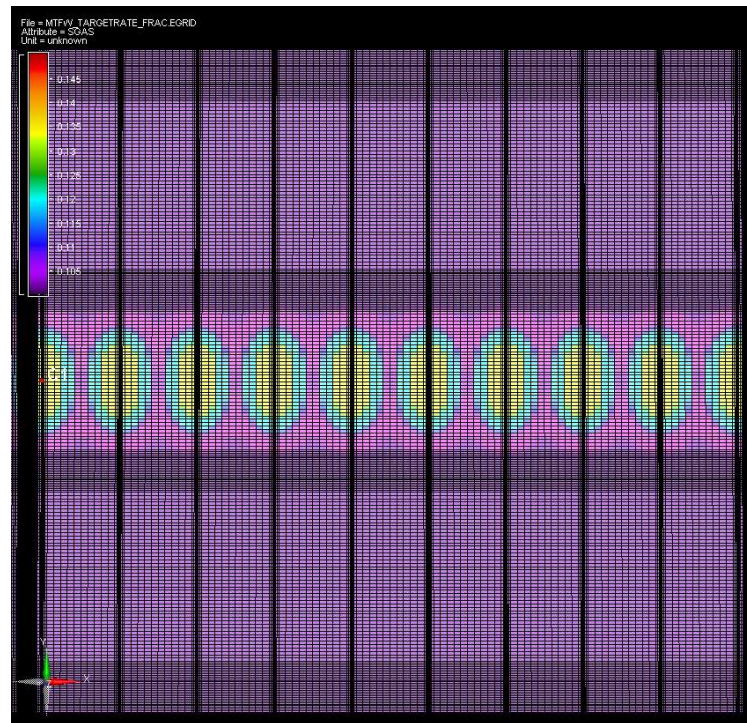 File = MTFW_TARGETRATE_FRAC.EGRID
Attribute = SGAS
Unit = unknown
0.145
0.14
0.135
0.13
0.125
0.12
0.115
0.11
0.105
Y
Z
X